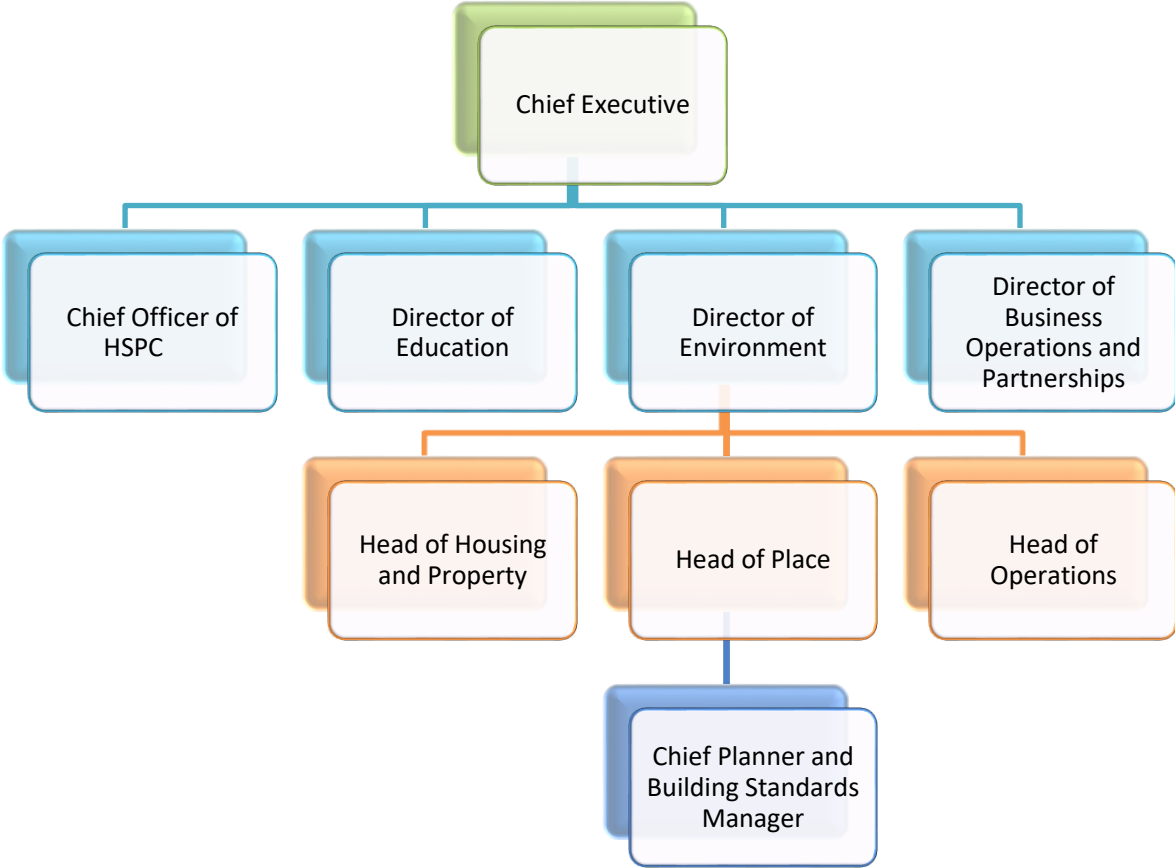 Chief Executive
Chief Officer of
HSPC
Director of
Education
Director of
Environment
Director of
Business
Operations and
Partnerships
Head of Housing
and Property
Head of Place
Head of
Operations
Chief Planner and
Building Standards
Manager